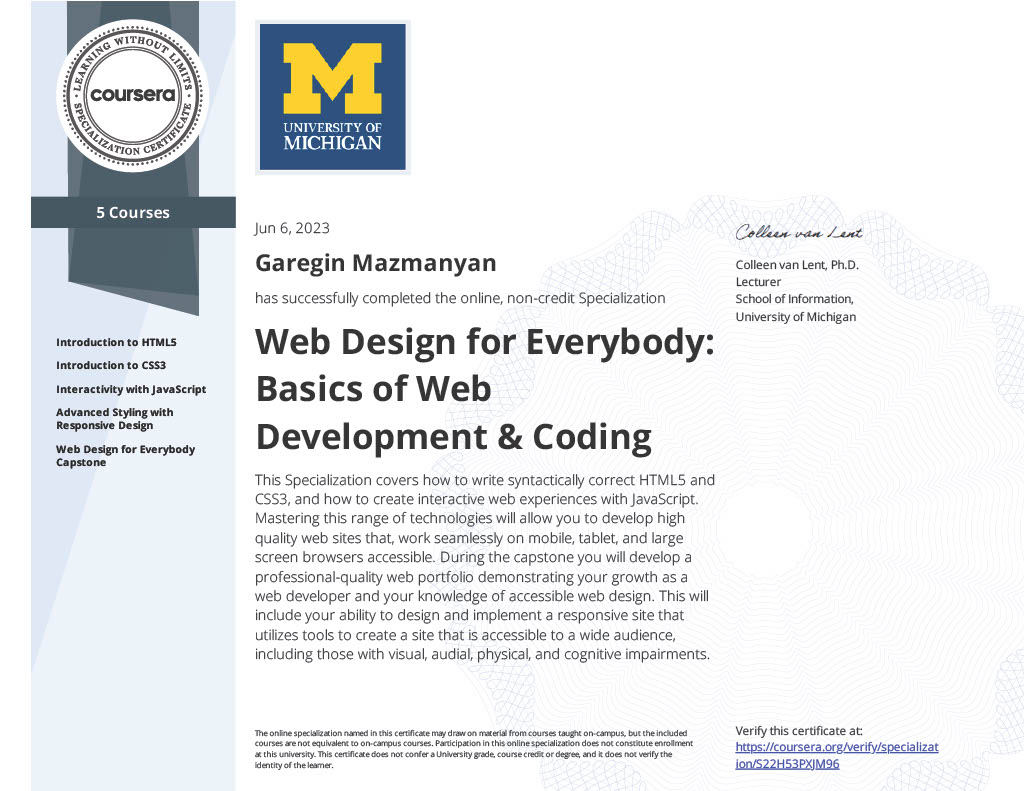 LEARNING WITHOUT LIMITS
coursera
SPECIALIZATION CERTIFICATE
5 Courses
Introduction to HTML5
Introduction to CSS3
Interactivity with JavaScript
Advanced Styling with
Responsive Design
Web Design for Everybody
Capstone
M
UNIVERSITY OF
MICHIGAN
Jun 6, 2023
Garegin Mazmanyan
has successfully completed the online, non-credit Specialization
Web Design for Everybody:
Basics of Web
Development & Coding
This Specialization covers how to write syntactically correct HTML5 and
CSS3, and how to create interactive web experiences with JavaScript.
Mastering this range of technologies will allow you to develop high
quality web sites that, work seamlessly on mobile, tablet, and large
screen browsers accessible. During the capstone you will develop a
professional-quality web portfolio demonstrating your growth as a
web developer and your knowledge of accessible web design. This will
include your ability to design and implement a responsive site that
utilizes tools to create a site that is accessible to a wide audience,
including those with visual, audial, physical, and cognitive impairments.
The online specialization named in this certificate may draw on material from courses taught on-campus, but the included
courses are not equivalent to on-campus courses. Participation in this online specialization does not constitute enrollment
at this university. This certificate does not confer a University grade, course credit or degree, and it does not verify the
identity of the learner.
Colleen van Lent
Colleen van Lent, Ph.D.
Lecturer
School of Information,
University of Michigan
Verify this certificate at:
https://coursera.org/verify/specializat
ion/S22H53PXJM96